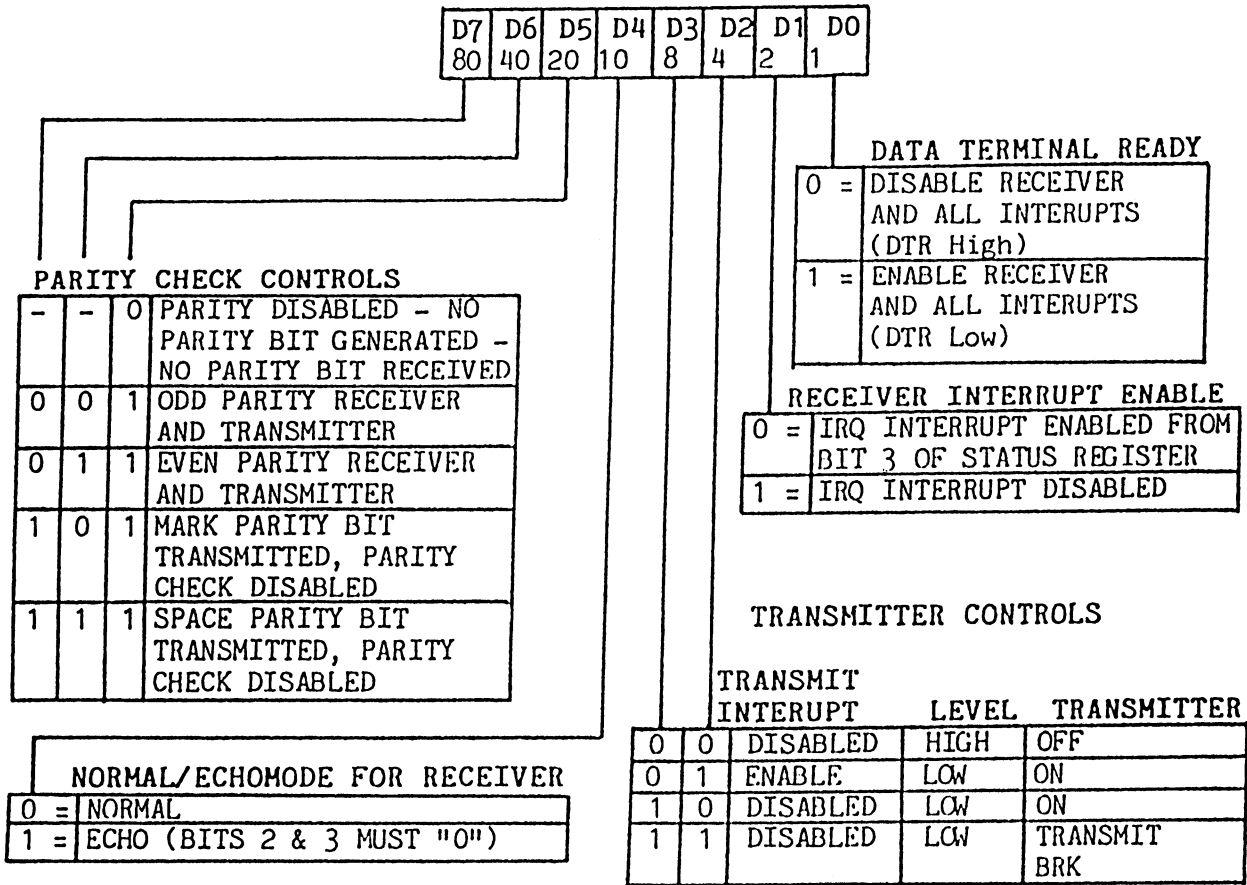 D7 D6 D5 D4 D3 D2 D1 D0
80 40 20 10 8 4 2 1
DATA TERMINAL READY
0 = DISABLE RECEIVER
AND ALL INTERUPTS
(DTR High)
1 = ENABLE RECEIVER
AND ALL INTERUPTS
(DTR Low)
PARITY CHECK CONTROLS
- - 0 PARITY DISABLED - NO
PARITY BIT GENERATED -
NO PARITY BIT RECEIVED
0 0 1 ODD PARITY RECEIVER
AND TRANSMITTER
0 1 1 EVEN PARITY RECEIVER
AND TRANSMITTER
1 0 1 MARK PARITY BIT
TRANSMITTED, PARITY
CHECK DISABLED
1 1 1 SPACE PARITY BIT
TRANSMITTED, PARITY
CHECK DISABLED
RECEIVER INTERRUPT ENABLE
0 = IRQ INTERRUPT ENABLED FROM
BIT 3 OF STATUS REGISTER
1 = IRQ INTERRUPT DISABLED
NORMAL/ECHOMODE FOR RECEIVER
0 = NORMAL
1 = ECHO (BITS 2 & 3 MUST "0")
TRANSMITTER CONTROLS
TRANSMIT
INTERUPT LEVEL TRANSMITTER
0 0 DISABLED HIGH OFF
0 1 ENABLE LOW ON
1 0 DISABLED LOW ON
1 1 DISABLED LOW TRANSMIT
BRK